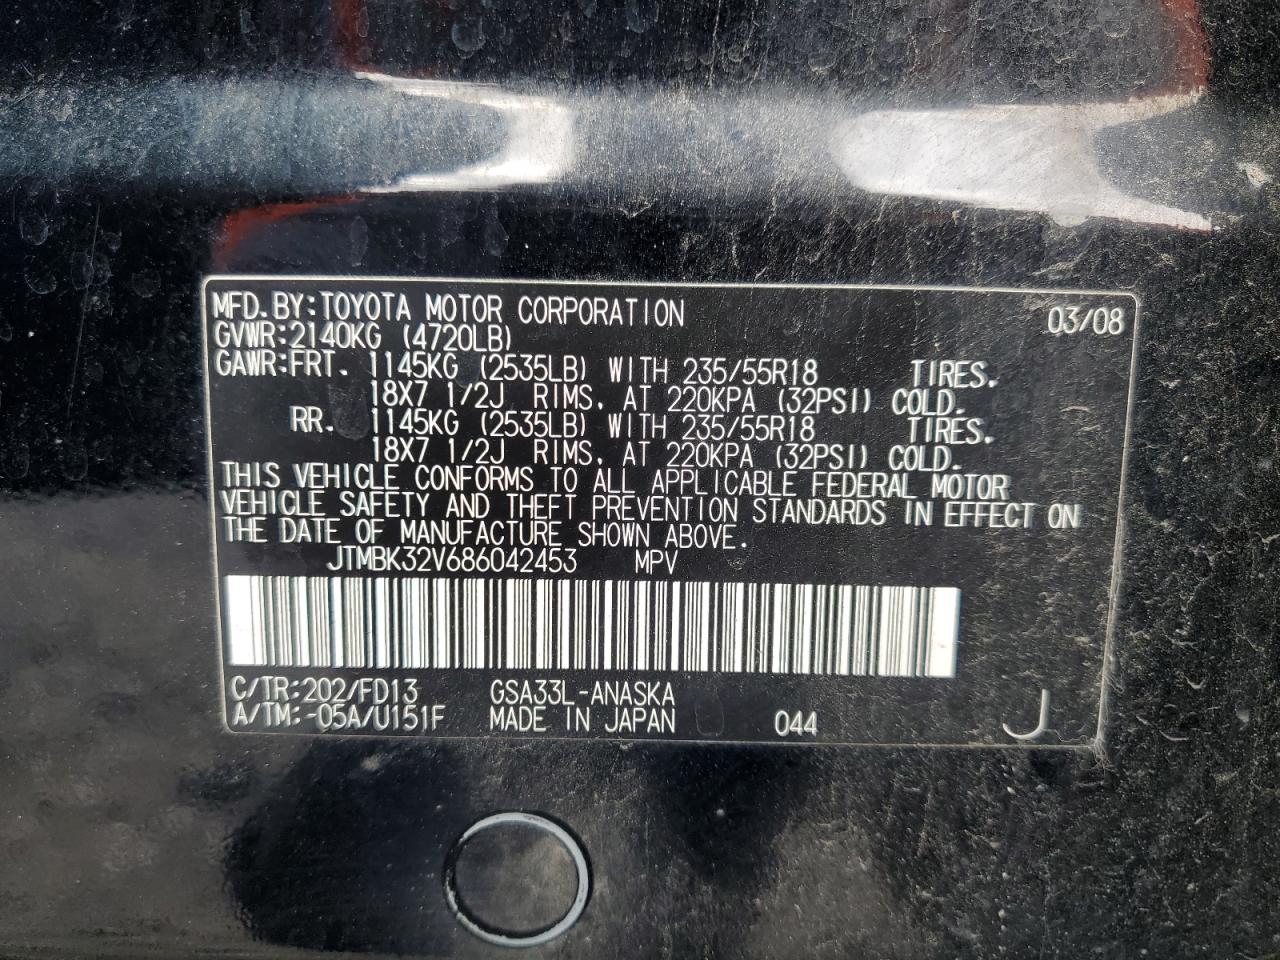 MFD.BY:TOYOTA MOTOR CORPORATION 03/08
GVWR:2140KG (4720LB)
GAWR:FRT. 1145KG (2535LB) WITH 235/55R18 TIRES.
18X7 1/2J RIMS, AT 220KPA (32PSI) COLD.
RR. 1145KG (2535LB) WITH 235/55R18 TIRES.
18X7 1/2J RIMS, AT 220KPA (32PSI) COLD.
THIS VEHICLE CONFORMS TO ALL APPLICABLE FEDERAL MOTOR
VEHICLE SAFETY AND THEFT PREVENTION STANDARDS IN EFFECT ON
THE DATE OF MANUFACTURE SHOWN ABOVE.
JTMBK32V686042453 MPV
C/TR:202/FD13 GSA33L-ANASKA
A/TM:-05A/U151F MADE IN JAPAN 044 J